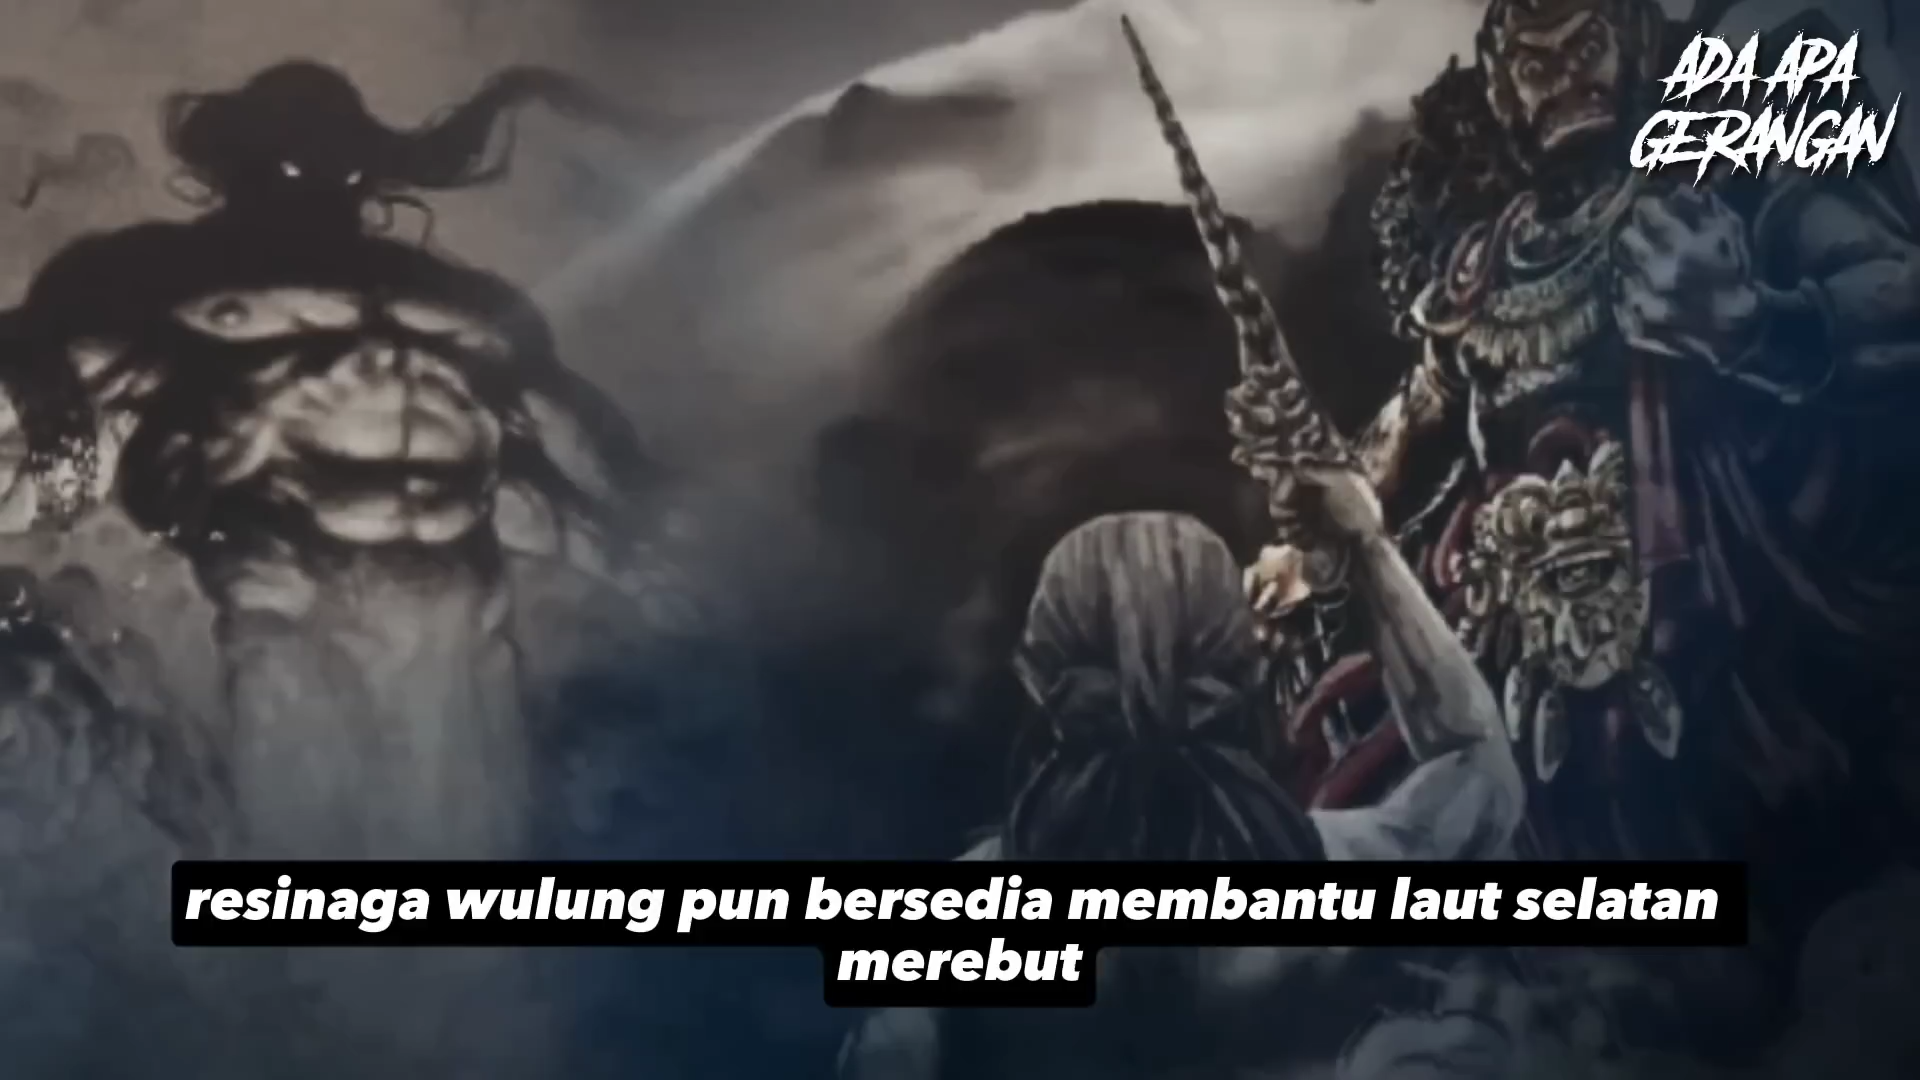 ADA APA
GERANGAN
resinaga wulung pun bersedia membantu laut selatan
merebut